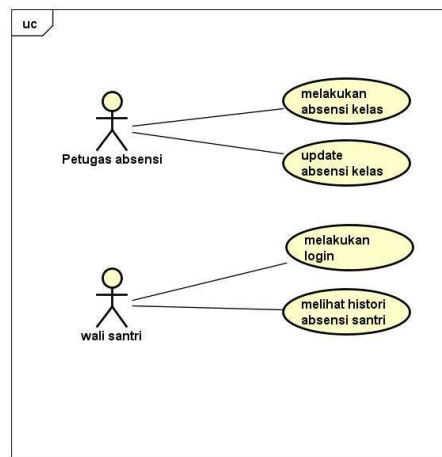 uc
Petugas absensi
melakukan
absensi kelas
update
absensi kelas
wali santri
melakukan
login
melihat histori
absensi santri